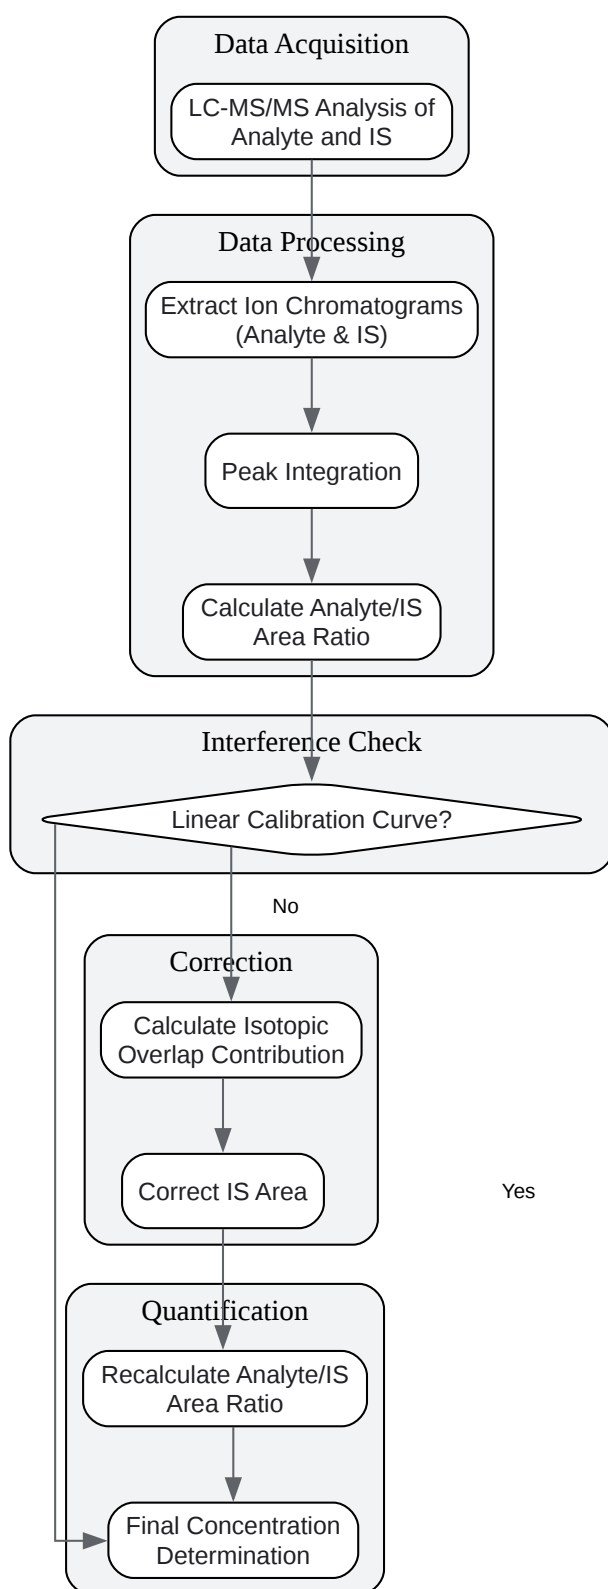 Data Acquisition
LC-MS/MS Analysis of
Analyte and IS
Data Processing
Extract Ion Chromatograms
(Analyte & IS)
Peak Integration
Calculate Analyte/IS
Area Ratio
Interference Check
Linear Calibration Curve?
No
Correction
Calculate Isotopic
Overlap Contribution
Correct IS Area
Yes
Quantification
Recalculate Analyte/IS
Area Ratio
Final Concentration
Determination